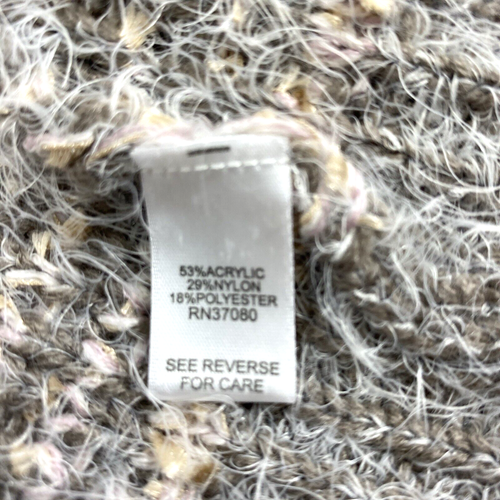 53%ACRYLIC
29%NYLON
18%POLYESTER
RN37080
SEE REVERSE
FOR CARE